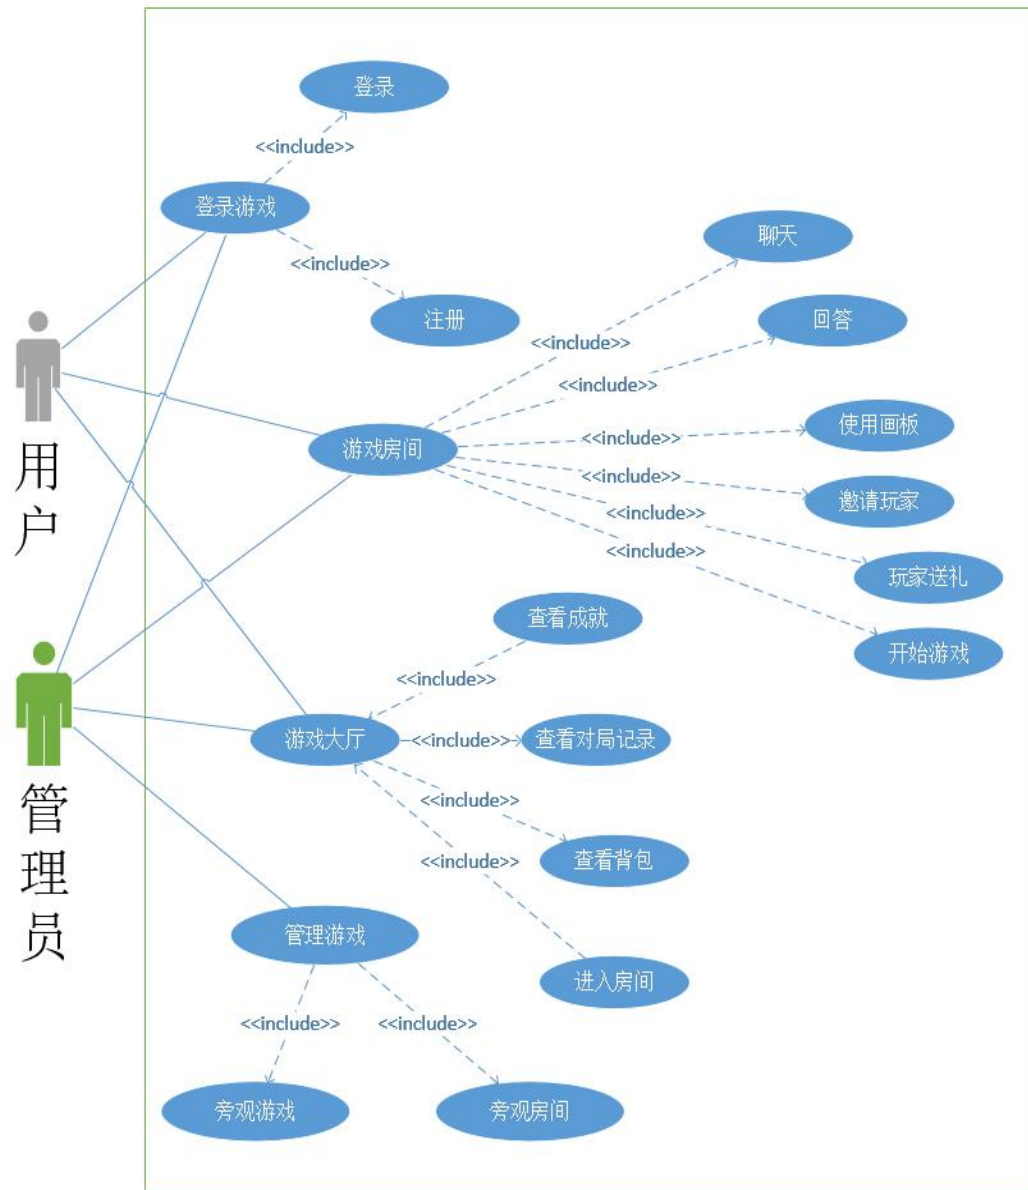 登录
<<include>>
登录游戏
<<include>>
注册
聊天
<<include>>
回答
<<include>>
游戏房间
<<include>>
使用画板
<<include>>
邀请玩家
<<include>>
玩家送礼
<<include>>
开始游戏
用户
查看成就
<<include>>
游戏大厅
<<include>>
查看对局记录
<<include>>
查看背包
<<include>>
进入房间
管理员
管理游戏
<<include>>
<<include>>
旁观游戏
旁观房间